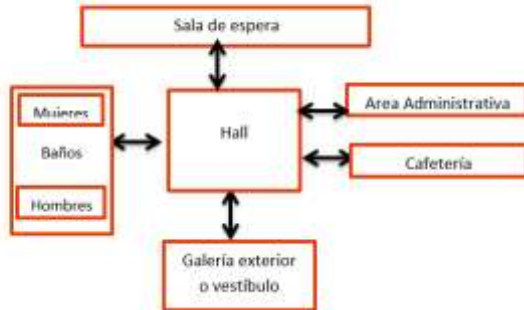 Sala de espera
Mujeres
Baños
Hombres
Hall
Area Administrativa
Cafetería
Galería exterior
o vestíbulo